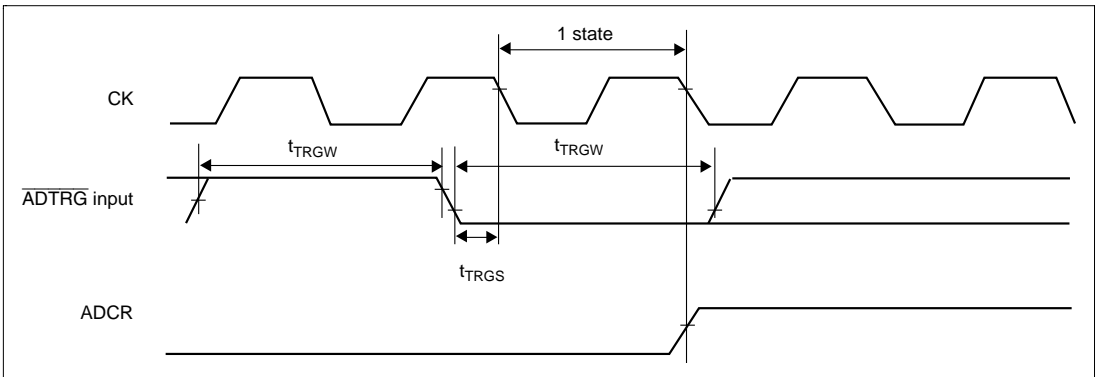 1 state
CK
tTRGW tTRGW
ADTRG input
tTRGS
ADCR